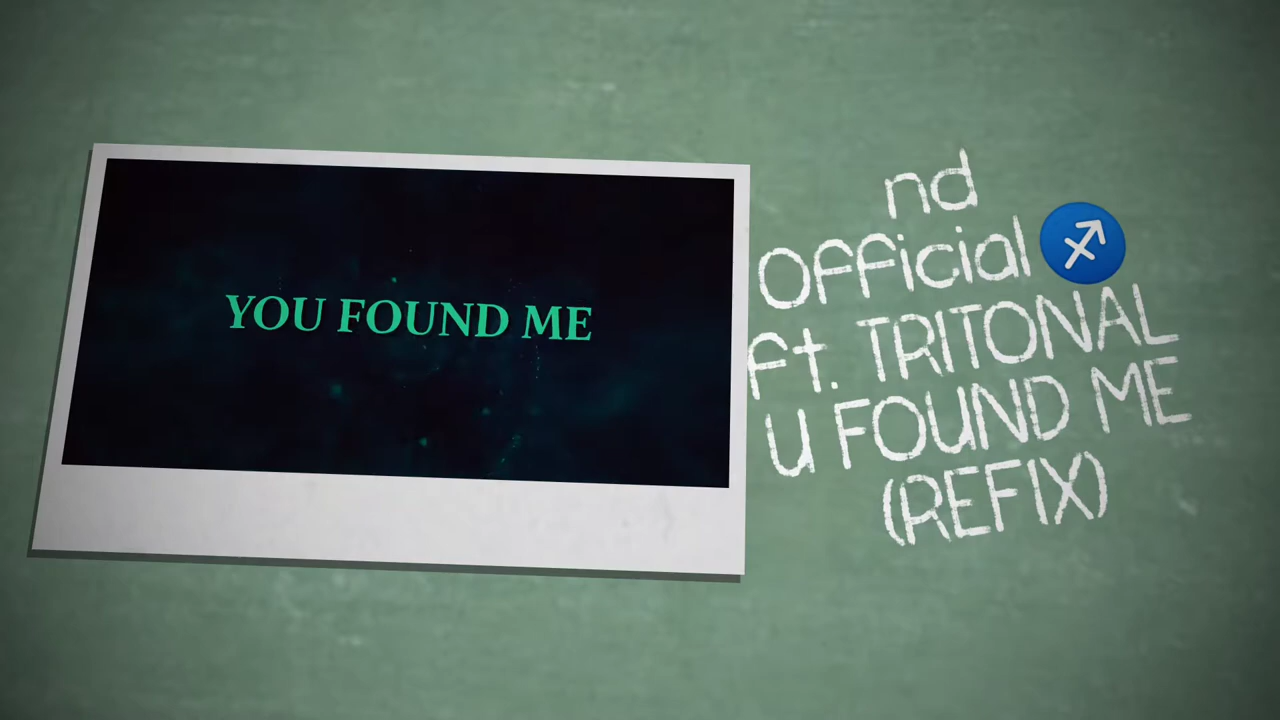 YOU FOUND ME
nd
Official ♐
ft. TRITONAL
U FOUND ME
(REFIX)